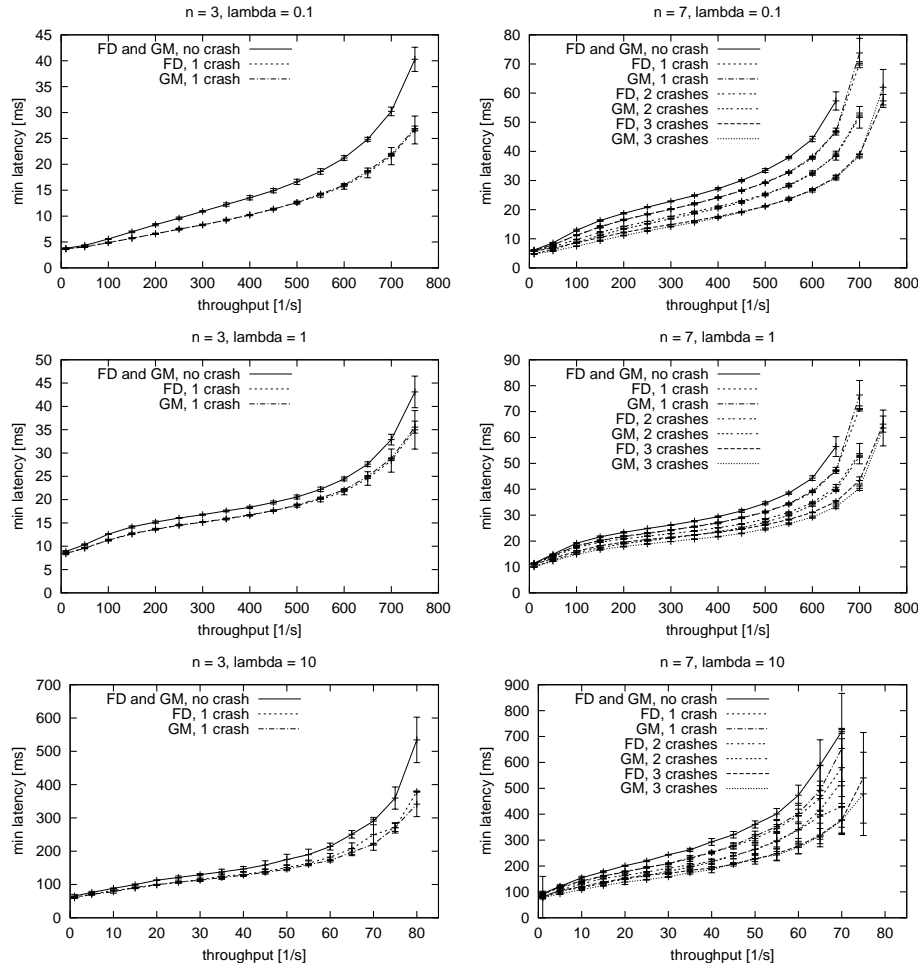 n = 3, lambda = 0.1
min latency [ms]
45
40
35
30
25
20
15
10
5
0
FD and GM, no crash
FD, 1 crash
GM, 1 crash
0 100 200 300 400 500 600 700 800
throughput [1/s]
n = 7, lambda = 0.1
min latency [ms]
80
70
60
50
40
30
20
10
0
FD and GM, no crash
FD, 1 crash
GM, 1 crash
FD, 2 crashes
GM, 2 crashes
FD, 3 crashes
GM, 3 crashes
0 100 200 300 400 500 600 700 800
throughput [1/s]
n = 3, lambda = 1
min latency [ms]
50
45
40
35
30
25
20
15
10
5
0
FD and GM, no crash
FD, 1 crash
GM, 1 crash
0 100 200 300 400 500 600 700 800
throughput [1/s]
n = 7, lambda = 1
min latency [ms]
90
80
70
60
50
40
30
20
10
0
FD and GM, no crash
FD, 1 crash
GM, 1 crash
FD, 2 crashes
GM, 2 crashes
FD, 3 crashes
GM, 3 crashes
0 100 200 300 400 500 600 700 800
throughput [1/s]
n = 3, lambda = 10
min latency [ms]
700
600
500
400
300
200
100
0
FD and GM, no crash
FD, 1 crash
GM, 1 crash
0 10 20 30 40 50 60 70 80
throughput [1/s]
n = 7, lambda = 10
min latency [ms]
900
800
700
600
500
400
300
200
100
0
FD and GM, no crash
FD, 1 crash
GM, 1 crash
FD, 2 crashes
GM, 2 crashes
FD, 3 crashes
GM, 3 crashes
0 10 20 30 40 50 60 70 80
throughput [1/s]